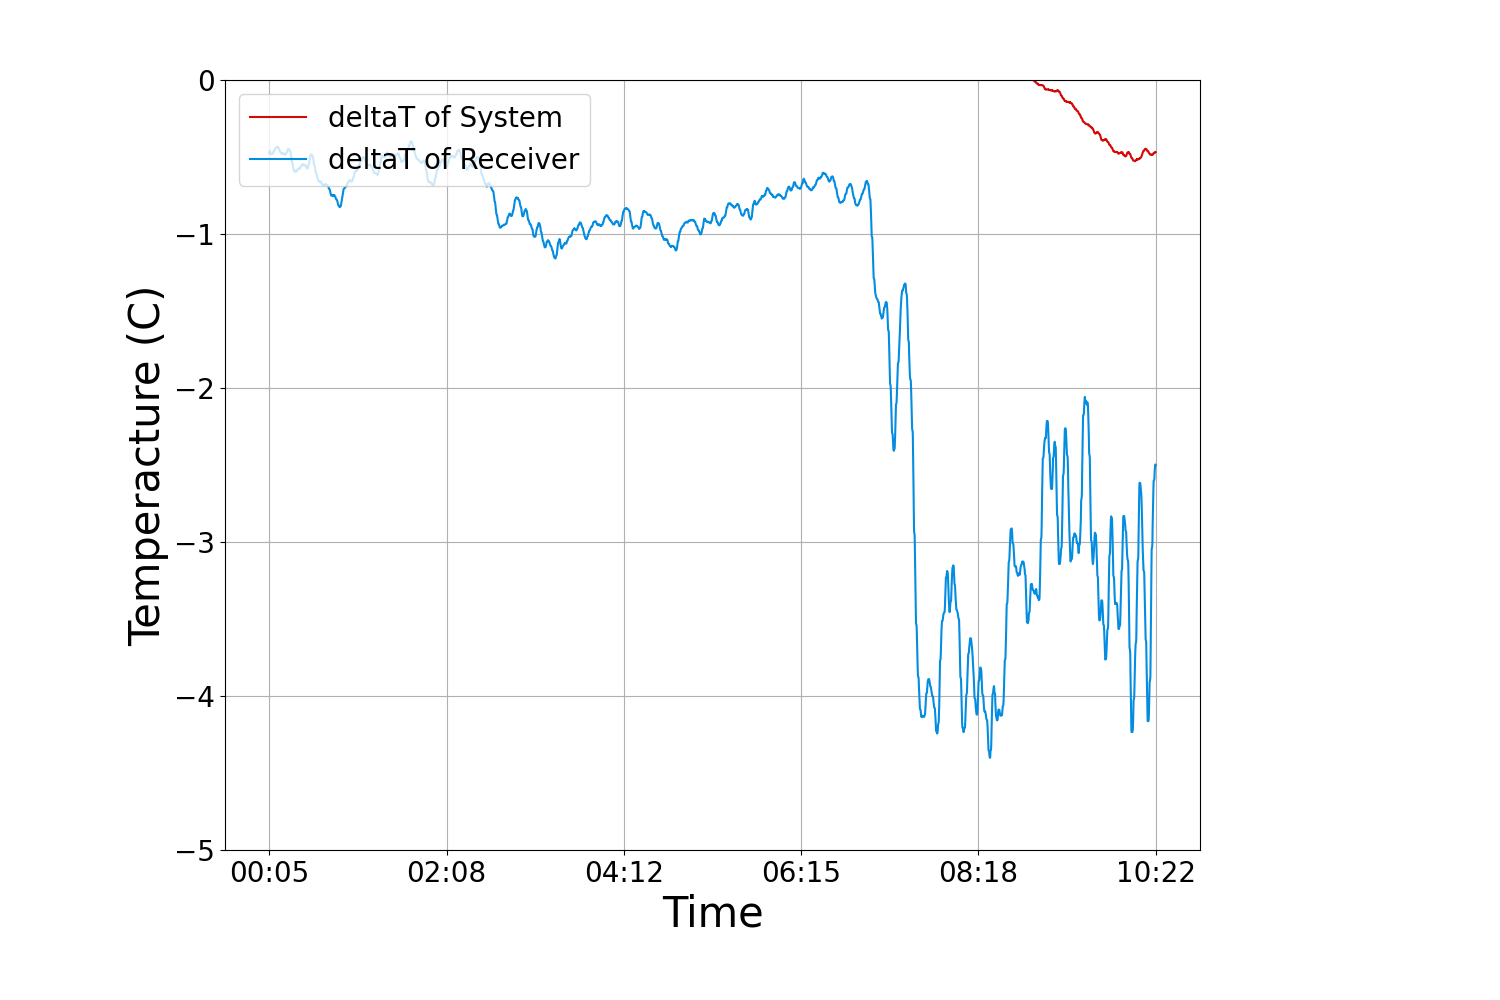 deltaT of System
deltaT of Receiver
0
−1
−2
−3
−4
−5
Temperacture (C)
00:05 02:08 04:12 06:15 08:18 10:22
Time